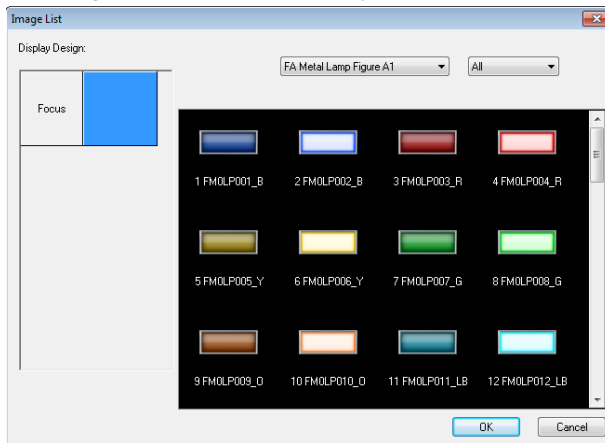 Image List
Display Design:
FA Metal Lamp Figure A1
All
Focus
1 FM0LP001_B
2 FM0LP002_B
3 FM0LP003_R
4 FM0LP004_R
5 FM0LP005_Y
6 FM0LP006_Y
7 FM0LP007_G
8 FM0LP008_G
9 FM0LP009_O
10 FM0LP010_O
11 FM0LP011_LB
12 FM0LP012_LB
OK
Cancel